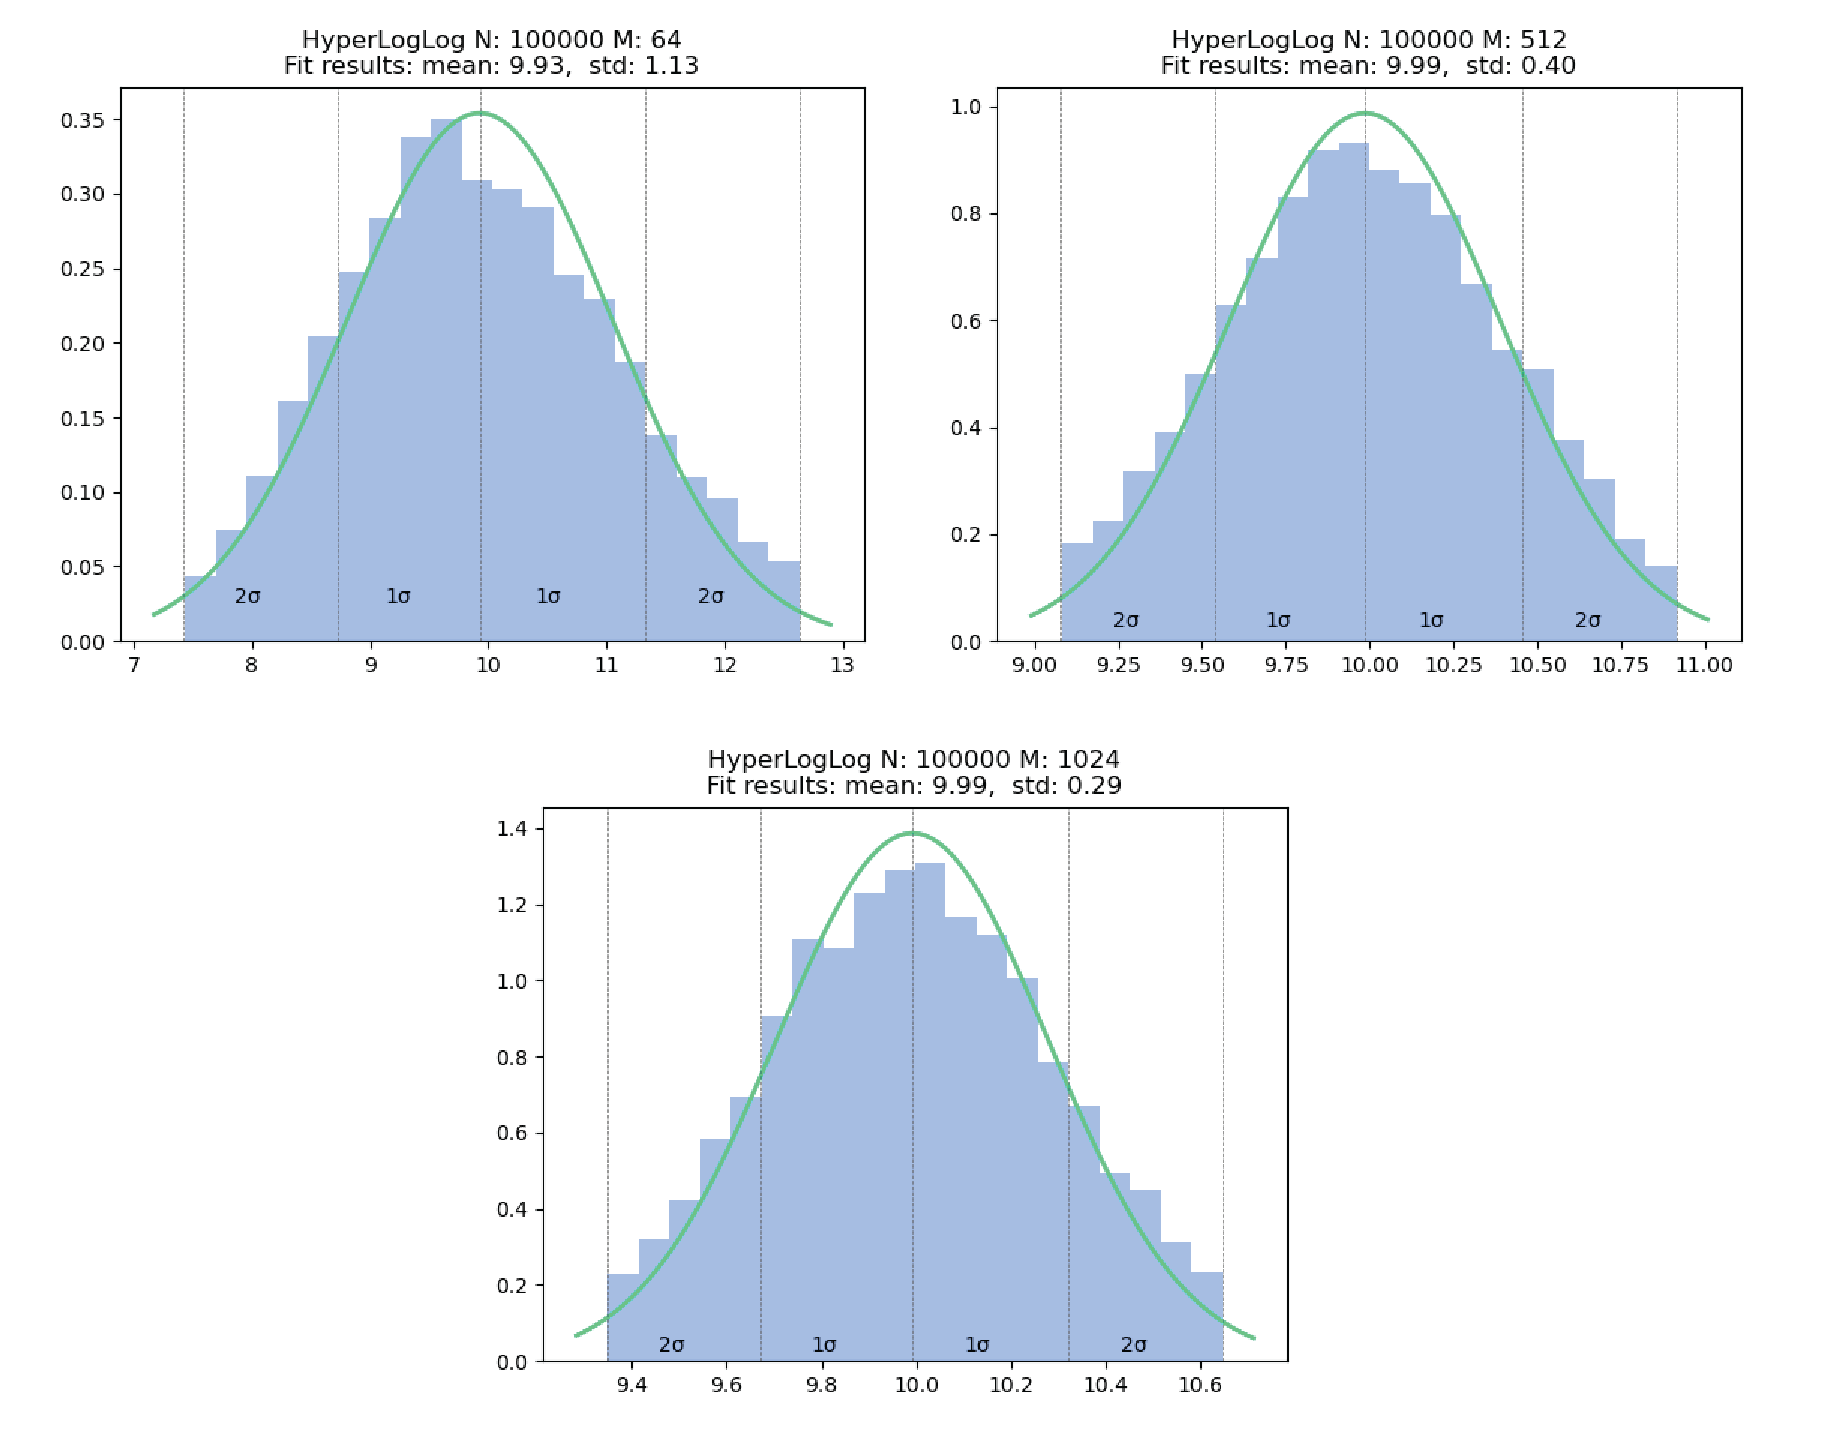 HyperLogLog N: 100000 M: 64
Fit results: mean: 9.93,  std: 1.13
0.35
0.30
0.25
0.20
0.15
0.10
0.05
0.00
2σ 1σ 1σ 2σ
7 8 9 10 11 12 13
HyperLogLog N: 100000 M: 512
Fit results: mean: 9.99,  std: 0.40
1.0
0.8
0.6
0.4
0.2
0.0
2σ 1σ 1σ 2σ
9.00 9.25 9.50 9.75 10.00 10.25 10.50 10.75 11.00
HyperLogLog N: 100000 M: 1024
Fit results: mean: 9.99,  std: 0.29
1.4
1.2
1.0
0.8
0.6
0.4
0.2
0.0
2σ 1σ 1σ 2σ
9.4 9.6 9.8 10.0 10.2 10.4 10.6